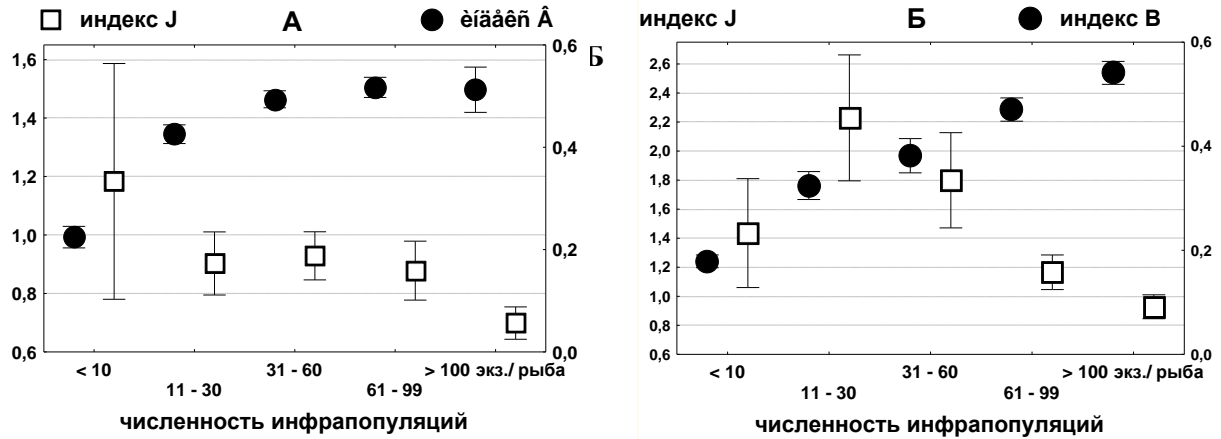 индекс J А èíäåêñ Â
1,6
1,4
1,2
1,0
0,8
0,6
0,6
0,4
0,2
0,0
Б
< 10 31 - 60 > 100 экз./ рыба
11 - 30 61 - 99
численность инфрапопуляций
индекс J Б индекс B
2,6
2,4
2,2
2,0
1,8
1,6
1,4
1,2
1,0
0,8
0,6
0,6
0,4
0,2
0,0
< 10 31 - 60 > 100 экз./ рыба
11 - 30 61 - 99
численность инфрапопуляций